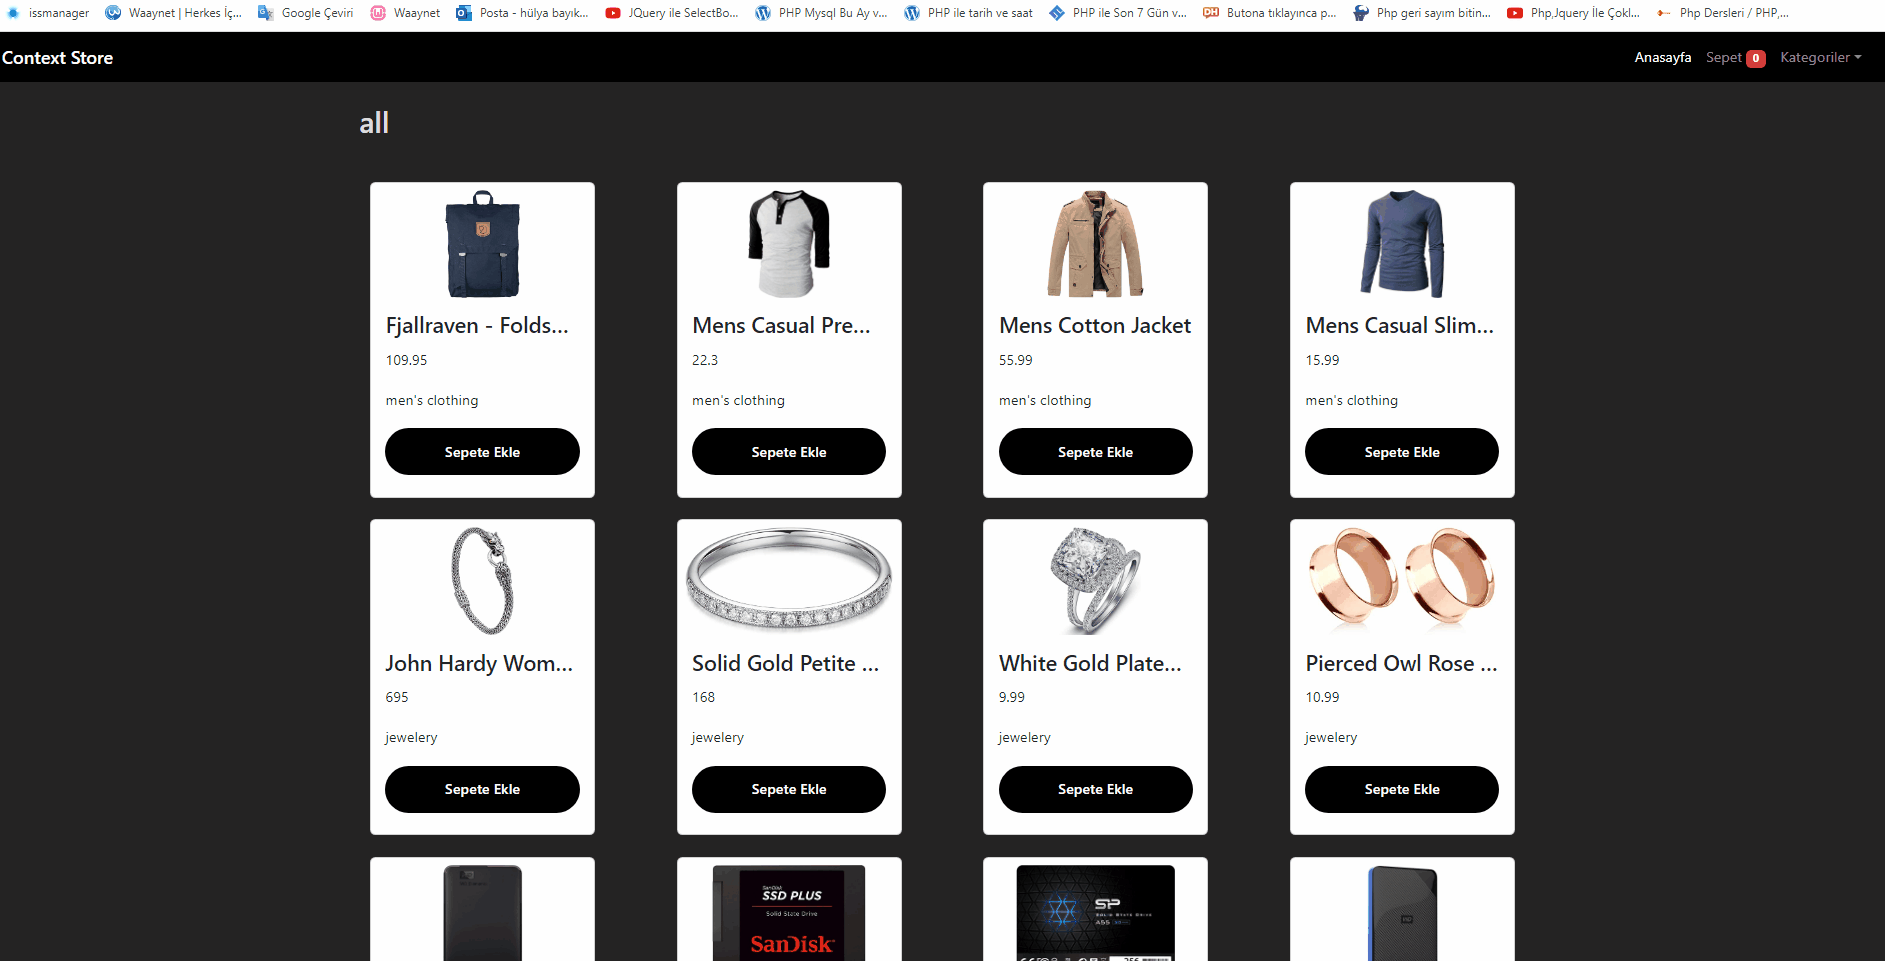 issmanager Waaynet | Herkes İç... Google Çeviri Waaynet Posta - hülya bayık... JQuery ile SelectBo... PHP Mysql Bu Ay v... PHP ile tarih ve saat PHP ile Son 7 Gün v... Butona tıklayınca p... Php geri sayım bitin... Php,Jquery İle Çokl... Php Dersleri / PHP,...
Context Store Anasayfa Sepet 0 Kategoriler
all
Fjallraven - Folds... Mens Casual Pre... Mens Cotton Jacket Mens Casual Slim...
109.95 22.3 55.99 15.99
men's clothing men's clothing men's clothing men's clothing
Sepete Ekle Sepete Ekle Sepete Ekle Sepete Ekle
John Hardy Wom... Solid Gold Petite ... White Gold Plate... Pierced Owl Rose ...
695 168 9.99 10.99
jewelery jewelery jewelery jewelery
Sepete Ekle Sepete Ekle Sepete Ekle Sepete Ekle
SanDisk
SSD PLUS
Solid State Drive
SanDisk
SP
SOLID STATE DRIVE
A55
256